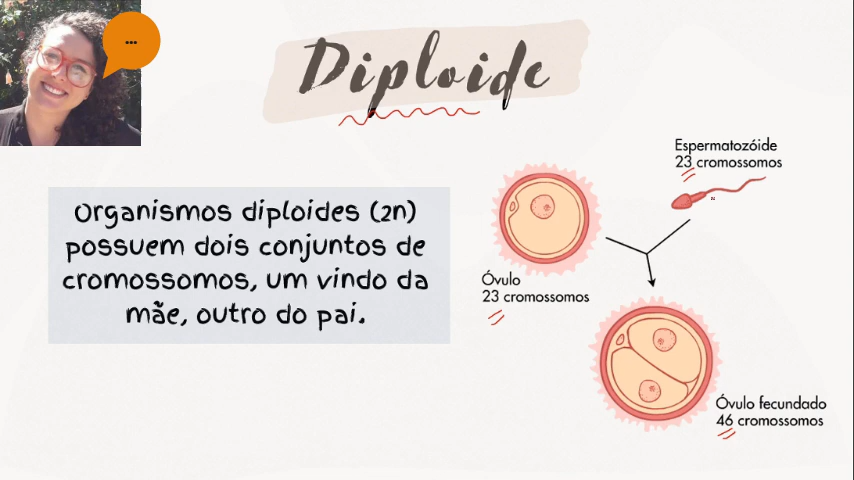 ...
Diploide
Espermatozóide
23 cromossomos
Organismos diploides (2n)
possuem dois conjuntos de
cromossomos, um vindo da
mãe, outro do pai.
Óvulo
23 cromossomos
Óvulo fecundado
46 cromossomos